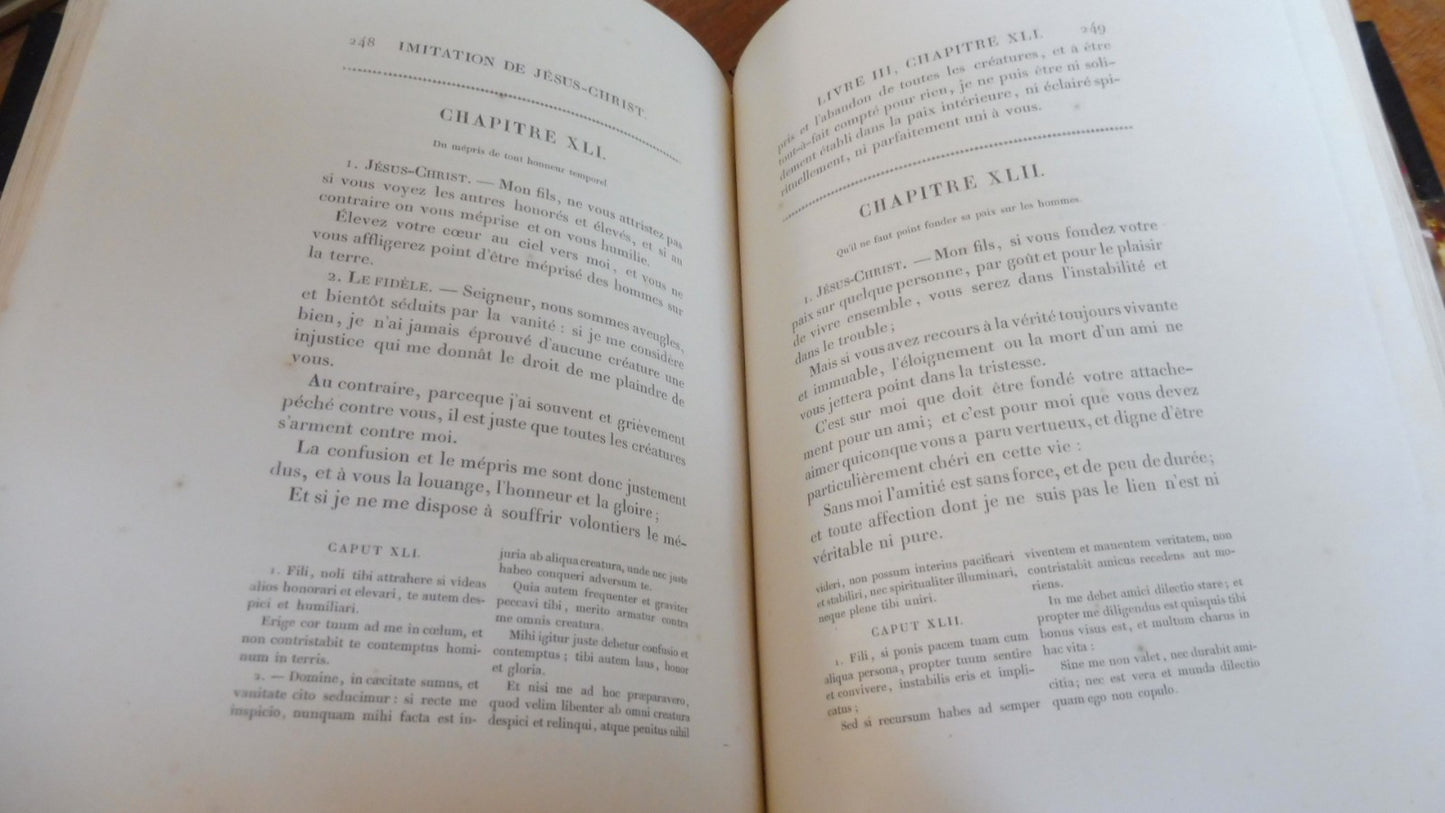 248 IMITATION DE JÉSUS-CHRIST.
CHAPITRE XLI.
Du mépris de tout honneur temporel
1. JÉSUS-CHRIST. — Mon fils, ne vous attristez pas
si vous voyez les autres honorés et élevés, et si au
contraire on vous méprise et on vous humilie.
Élevez votre cœur au ciel vers moi, et vous ne
vous affligerez point d'être méprisé des hommes sur
la terre.
2. LE FIDÈLE. — Seigneur, nous sommes aveugles,
et bientôt séduits par la vanité : si je me considère
bien, je n'ai jamais éprouvé d'aucune créature une
injustice qui me donnât le droit de me plaindre de
vous.
Au contraire, parceque j'ai souvent et grièvement
péché contre vous, il est juste que toutes les créatures
s'arment contre moi.
La confusion et le mépris me sont donc justement
dus, et à vous la louange, l'honneur et la gloire ;
Et si je ne me dispose à souffrir volontiers le mé-
CAPUT XLI.
1. Fili, noli tibi attrahere si videas
alios honorari et elevari, te autem des-
pici et humiliari.
Erige cor tuum ad me in cœlum, et
non contristabit te contemptus homi-
num in terris.
2. — Domine, in cæcitate sumus, et
vanitate cito seducimur : si recte me
inspicio, nunquam mihi facta est in-
juria ab aliqua creatura, unde nec juste
habeo conqueri adversum te.
Quia autem frequenter et graviter
peccavi tibi, merito armatur contra
me omnis creatura.
Mihi igitur juste debetur confusio et
contemptus ; tibi autem laus, honor
et gloria.
Et nisi me ad hoc præparavero,
quod velim libenter ab omni creatura
despici et relinqui, atque penitus nihil
LIVRE III, CHAPITRE XLI. 249
pris et l'abandon de toutes les créatures, et à être
tout-à-fait compté pour rien, je ne puis être ni soli-
dement établi dans la paix intérieure, ni éclairé spi-
rituellement, ni parfaitement uni à vous.
CHAPITRE XLII.
Qu'il ne faut point fonder sa paix sur les hommes.
1. JÉSUS-CHRIST. — Mon fils, si vous fondez votre
paix sur quelque personne, par goût et pour le plaisir
de vivre ensemble, vous serez dans l'instabilité et
dans le trouble ;
Mais si vous avez recours à la vérité toujours vivante
et immuable, l'éloignement ou la mort d'un ami ne
vous jettera point dans la tristesse.
C'est sur moi que doit être fondé votre attache-
ment pour un ami ; et c'est pour moi que vous devez
aimer quiconque vous a paru vertueux, et digne d'être
particulièrement chéri en cette vie :
Sans moi l'amitié est sans force, et de peu de durée ;
et toute affection dont je ne suis pas le lien n'est ni
véritable ni pure.
videri, non possum interius pacificari
et stabiliri, nec spiritualiter illuminari,
neque plene tibi uniri.
CAPUT XLII.
1. Fili, si ponis pacem tuam cum
aliqua persona, propter tuum sentire
et convivere, instabilis eris et impli-
catus ;
Sed si recursum habes ad semper
viventem et manentem veritatem, non
contristabit amicus recedens aut mo-
riens.
In me debet amici dilectio stare ; et
propter me diligendus est quisquis tibi
bonus visus est, et multum charus in
hac vita :
Sine me non valet, nec durabit ami-
citia ; nec est vera et munda dilectio
quam ego non copulo.